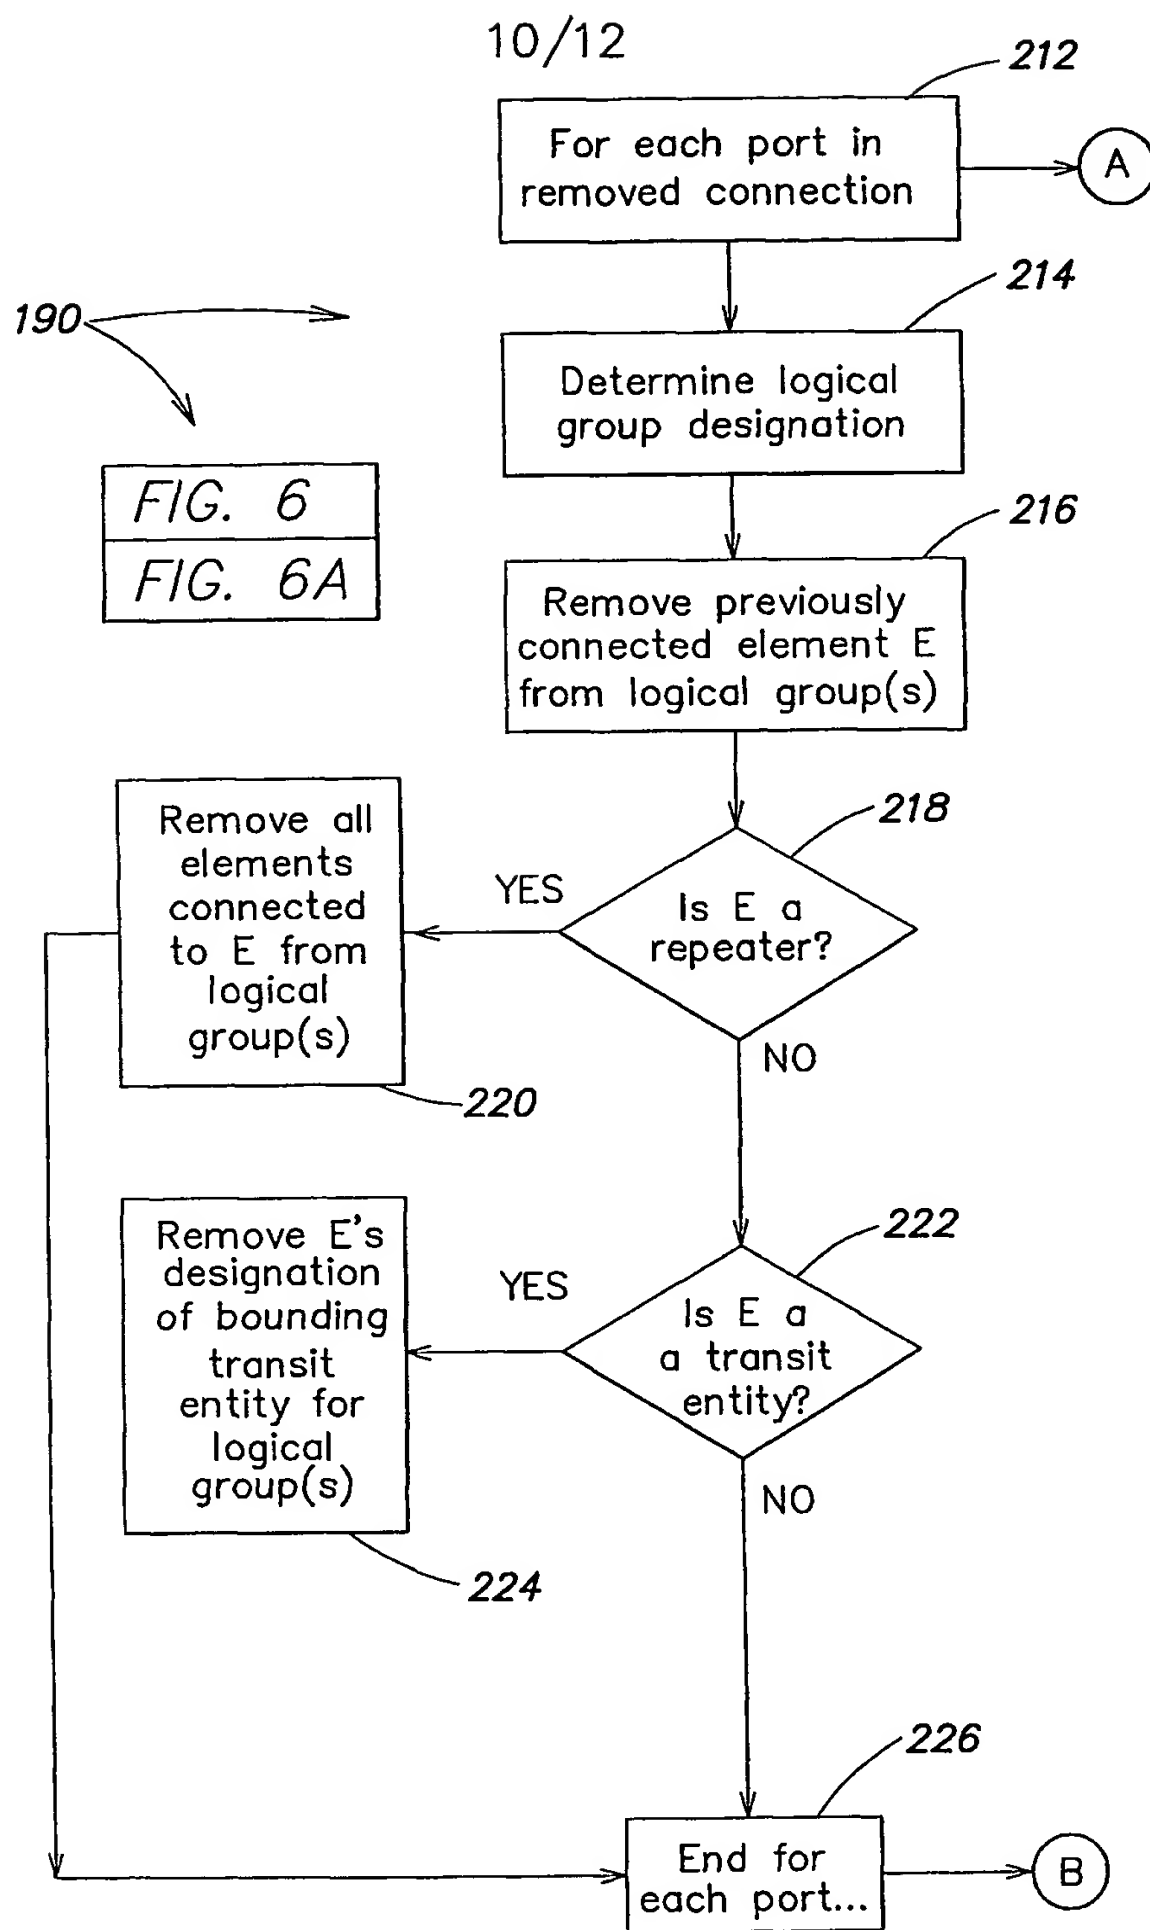 10/12
212
For each port in
removed connection
A
214
190
Determine logical
group designation
FIG. 6
FIG. 6A
216
Remove previously
connected element E
from logical group(s)
218
Remove all
elements
connected
to E from
logical
group(s)
YES
Is E a
repeater?
NO
220
222
Remove E's
designation
of bounding
transit
entity for
logical
group(s)
YES
Is E a
a transit
entity?
NO
224
226
End for
each port...
B